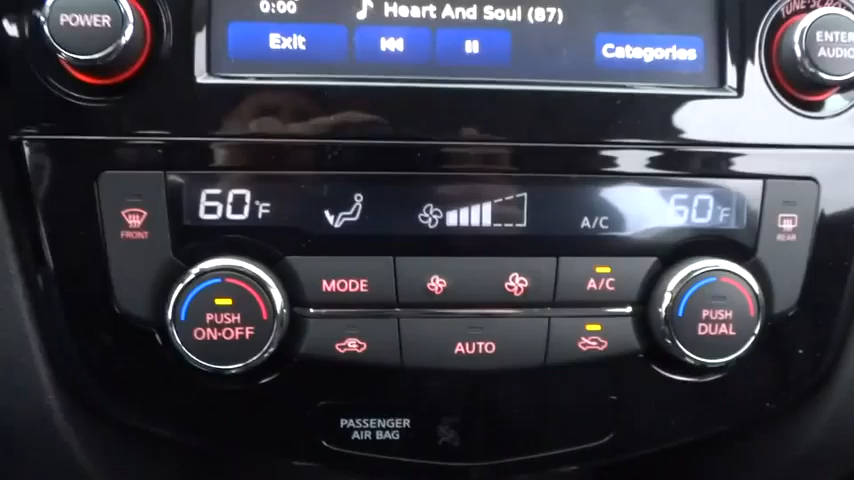 POWER
0:00 Heart And Soul (87)
TUNE·SCROLL
Exit
Categories
ENTER
AUDIO
60°F
A/C
60°F
FRONT
REAR
MODE
A/C
PUSH
ON·OFF
AUTO
PUSH
DUAL
PASSENGER
AIR BAG